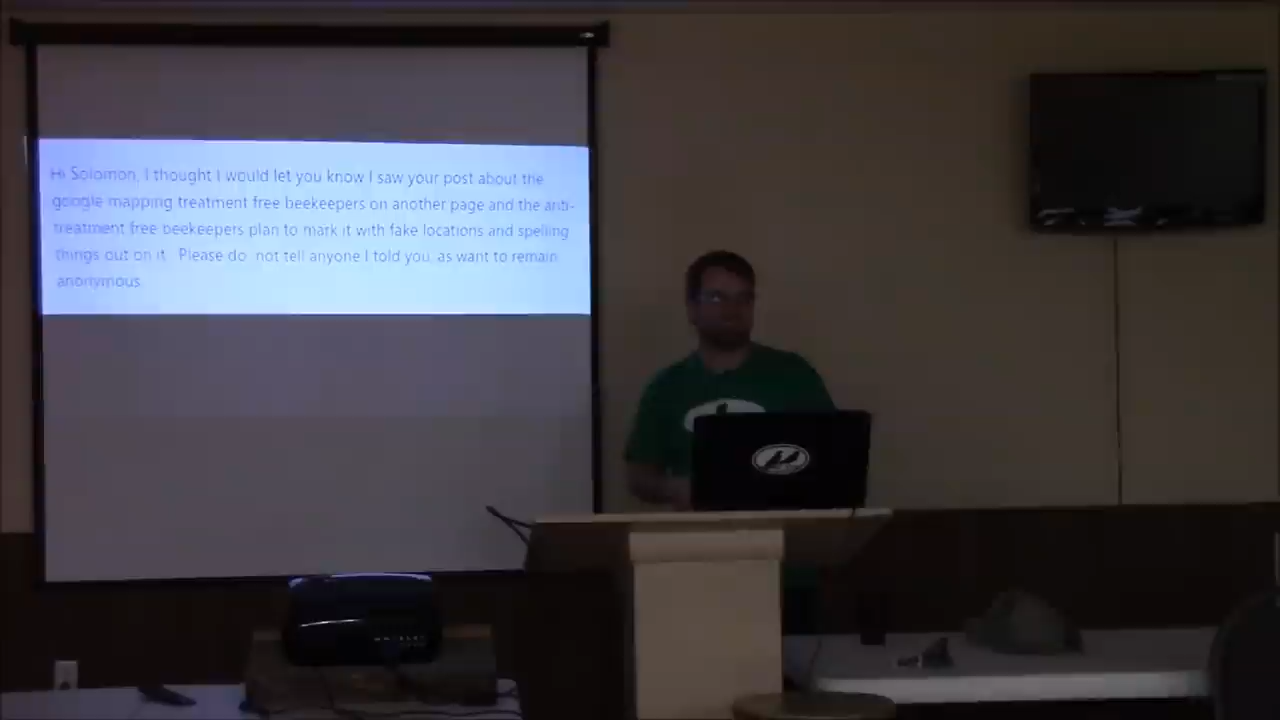 Hi Solomon, I thought I would let you know I saw your post about the
google mapping treatment free beekeepers on another page and the anti-
treatment free beekeepers plan to mark it with fake locations and spelling
things out on it. Please do not tell anyone I told you, as want to remain
anonymous.